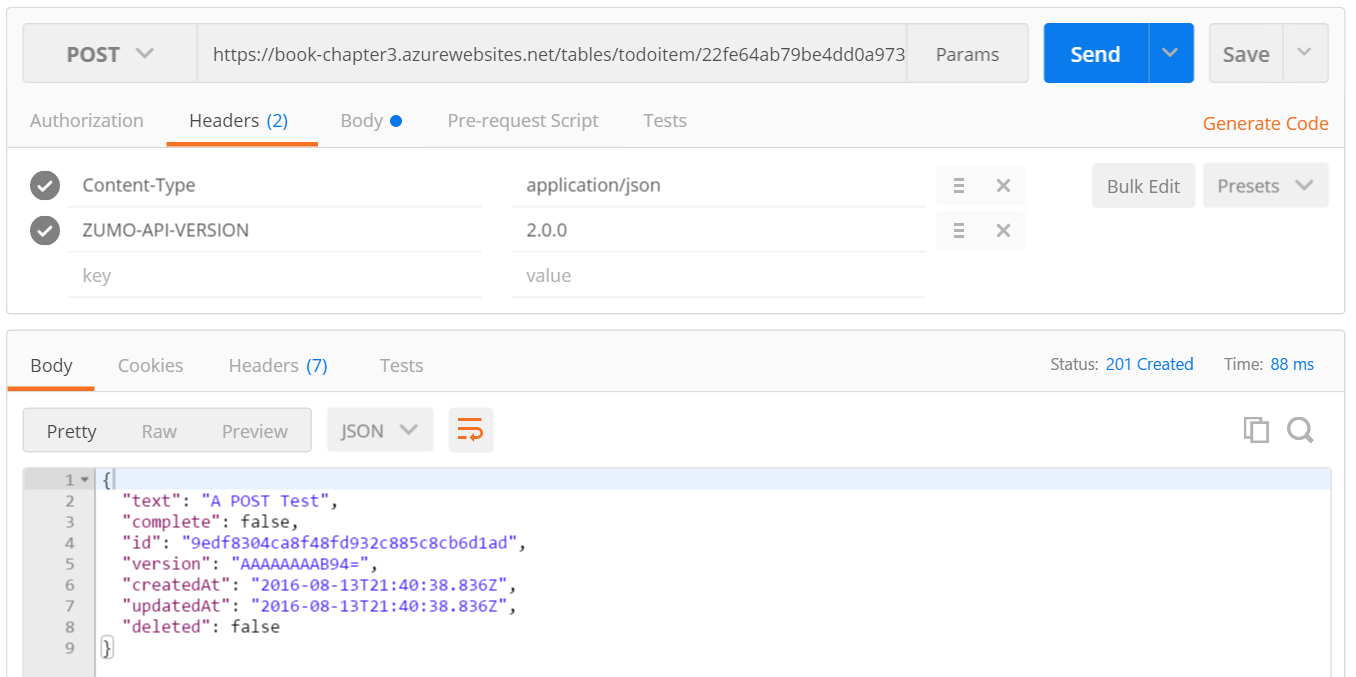 POST https://book-chapter3.azurewebsites.net/tables/todoitem/22fe64ab79be4dd0a973 Params Send Save
Authorization Headers (2) Body Pre-request Script Tests Generate Code
Content-Type application/json Bulk Edit Presets
ZUMO-API-VERSION 2.0.0
key value
Body Cookies Headers (7) Tests Status: 201 Created Time: 88 ms
Pretty Raw Preview JSON
1 {
2 "text": "A POST Test",
3 "complete": false,
4 "id": "9edf8304ca8f48fd932c885c8cb6d1ad",
5 "version": "AAAAAAAAB94=",
6 "createdAt": "2016-08-13T21:40:38.836Z",
7 "updatedAt": "2016-08-13T21:40:38.836Z",
8 "deleted": false
9 }